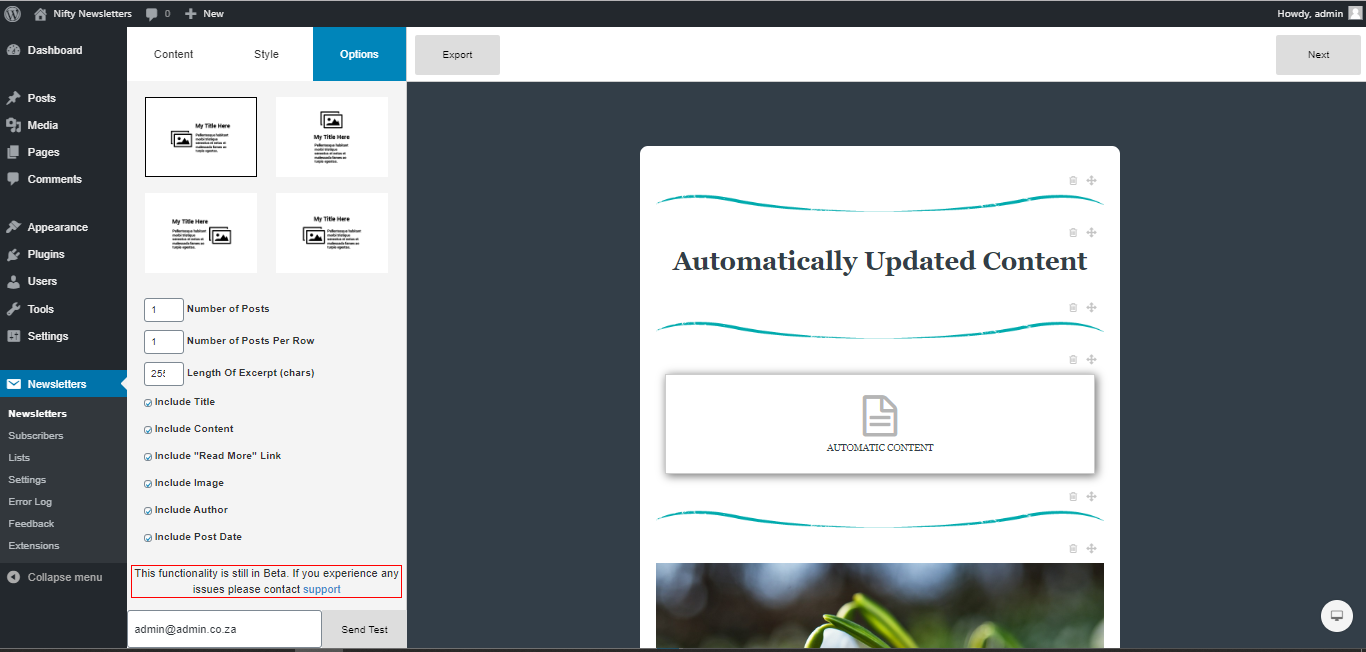 Nifty Newsletters
0
New
Howdy, admin
Dashboard
Posts
Media
Pages
Comments
Appearance
Plugins
Users
Tools
Settings
Newsletters
Newsletters
Subscribers
Lists
Settings
Error Log
Feedback
Extensions
Collapse menu
Content
Style
Options
My Title Here
Pellentesque habitant
morbi tristique
senectus et netus et
malesuada fames ac
turpis egestas.
My Title Here
Pellentesque habitant
morbi tristique
senectus et netus et
malesuada fames ac
turpis egestas.
My Title Here
Pellentesque habitant
morbi tristique
senectus et netus et
malesuada fames ac
turpis egestas.
My Title Here
Pellentesque habitant
morbi tristique
senectus et netus et
malesuada fames ac
turpis egestas.
1 Number of Posts
1 Number of Posts Per Row
255 Length Of Excerpt (chars)
Include Title
Include Content
Include "Read More" Link
Include Image
Include Author
Include Post Date
This functionality is still in Beta. If you experience any
issues please contact support
admin@admin.co.za
Send Test
Export
Next
Automatically Updated Content
AUTOMATIC CONTENT